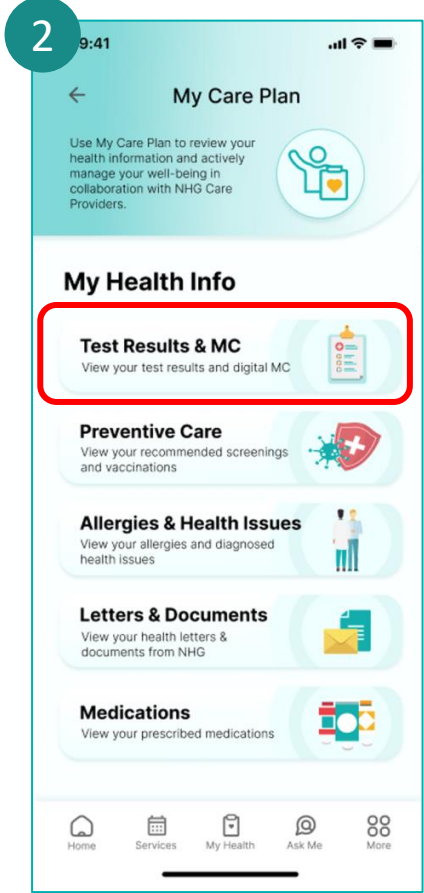 2
9:41
My Care Plan
Use My Care Plan to review your
health information and actively
manage your well-being in
collaboration with NHG Care
Providers.
My Health Info
Test Results & MC
View your test results and digital MC
Preventive Care
View your recommended screenings
and vaccinations
Allergies & Health Issues
View your allergies and diagnosed
health issues
Letters & Documents
View your health letters &
documents from NHG
Medications
View your prescribed medications
Home Services My Health Ask Me More